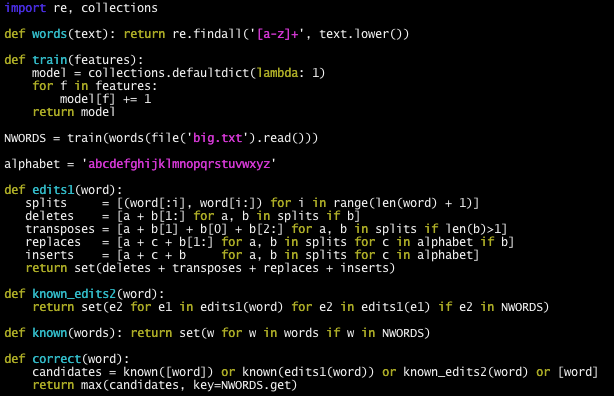 import re, collections

def words(text): return re.findall('[a-z]+', text.lower())

def train(features):
    model = collections.defaultdict(lambda: 1)
    for f in features:
        model[f] += 1
    return model

NWORDS = train(words(file('big.txt').read()))

alphabet = 'abcdefghijklmnopqrstuvwxyz'

def edits1(word):
   splits     = [(word[:i], word[i:]) for i in range(len(word) + 1)]
   deletes    = [a + b[1:] for a, b in splits if b]
   transposes = [a + b[1] + b[0] + b[2:] for a, b in splits if len(b)>1]
   replaces   = [a + c + b[1:] for a, b in splits for c in alphabet if b]
   inserts    = [a + c + b     for a, b in splits for c in alphabet]
   return set(deletes + transposes + replaces + inserts)

def known_edits2(word):
    return set(e2 for e1 in edits1(word) for e2 in edits1(e1) if e2 in NWORDS)

def known(words): return set(w for w in words if w in NWORDS)

def correct(word):
    candidates = known([word]) or known(edits1(word)) or known_edits2(word) or [word]
    return max(candidates, key=NWORDS.get)